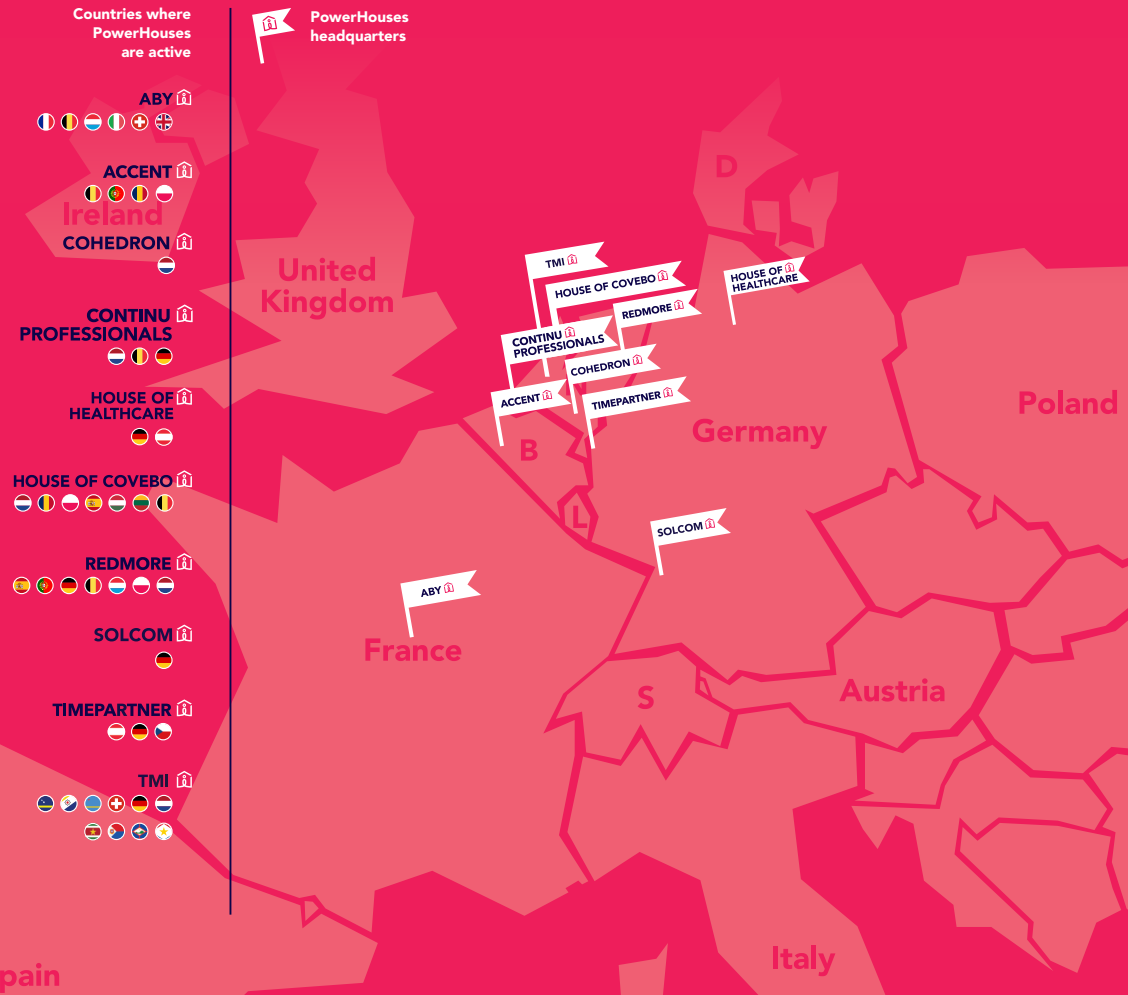 Countries where
PowerHouses
are active
PowerHouses
headquarters
ABY
ACCENT
COHEDRON
CONTINU
PROFESSIONALS
HOUSE OF
HEALTHCARE
HOUSE OF COVEBO
REDMORE
SOLCOM
TIMEPARTNER
TMI
Ireland
United
Kingdom
D
TMI
HOUSE OF COVEBO
HOUSE OF
HEALTHCARE
REDMORE
CONTINU
PROFESSIONALS
COHEDRON
N
ACCENT
TIMEPARTNER
Poland
Germany
B
L
SOLCOM
ABY
France
S
Austria
Italy
pain